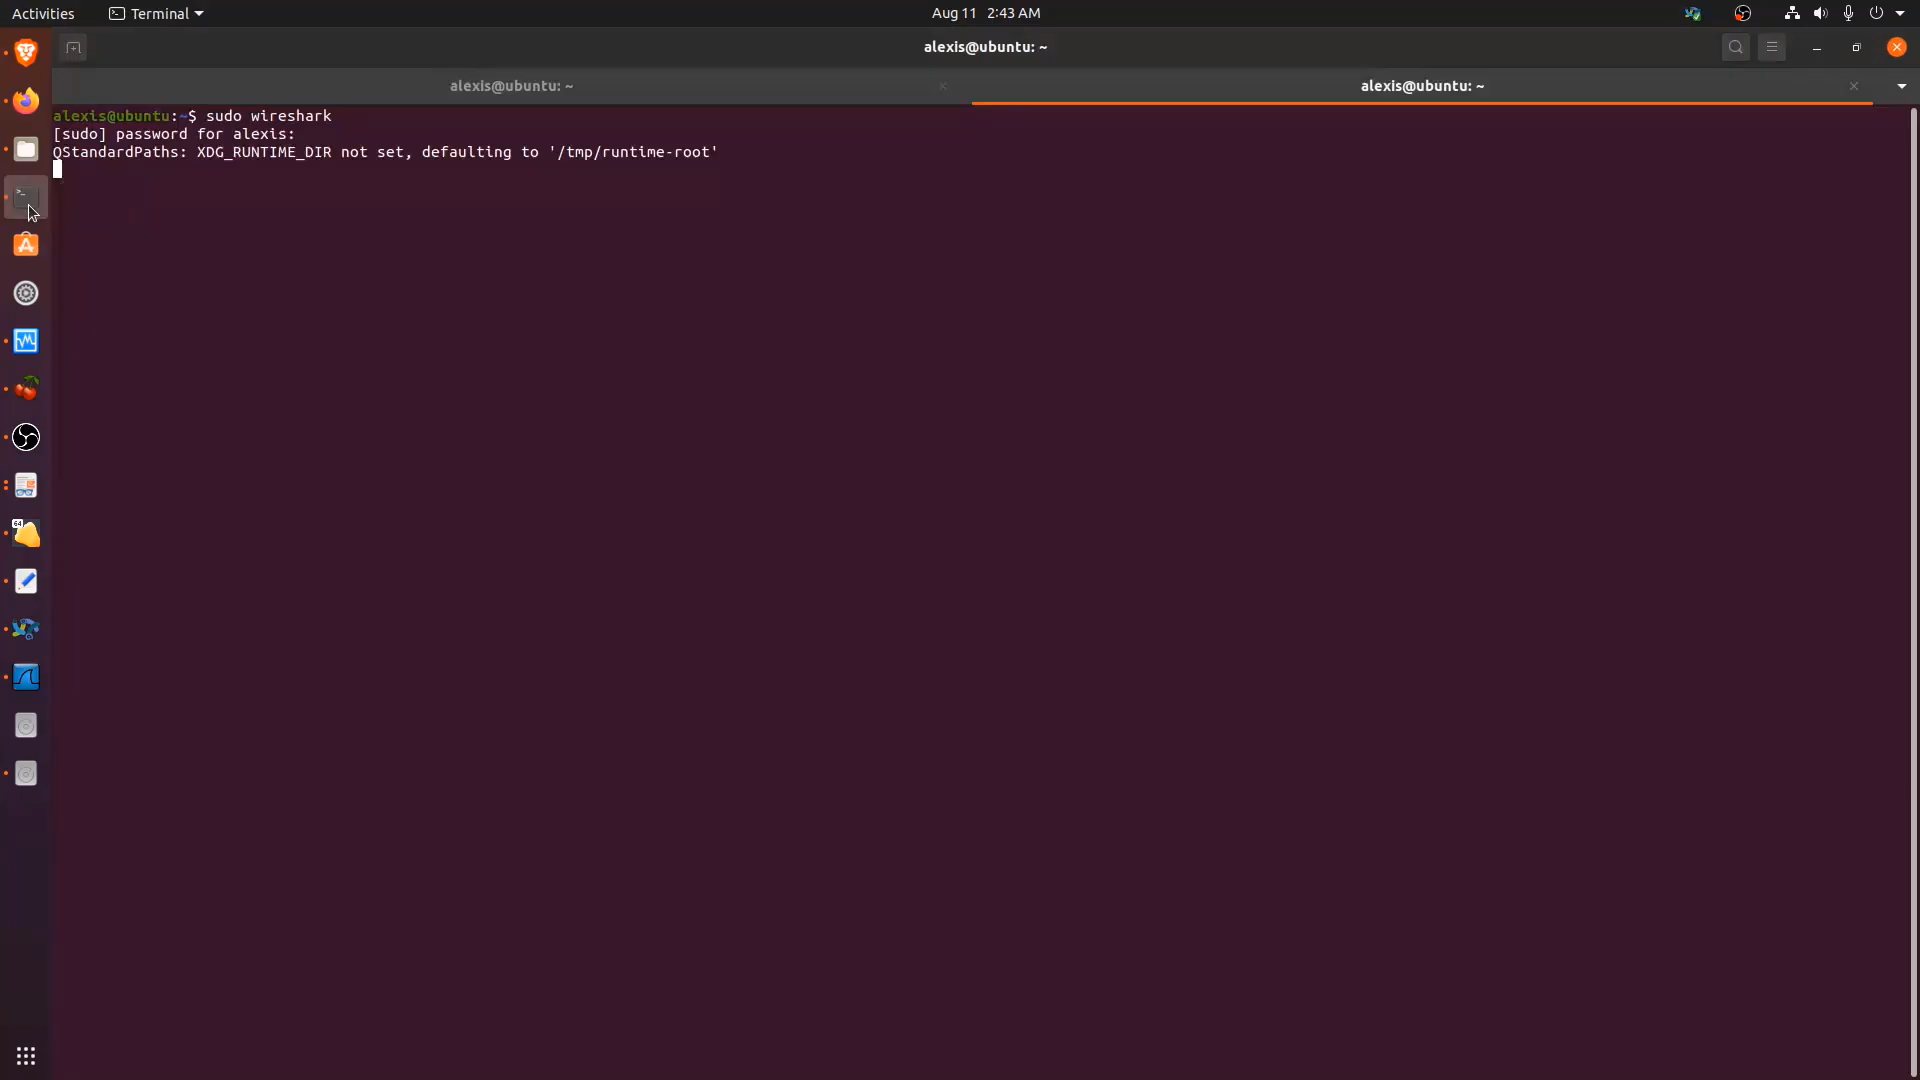 Activities
Terminal
Aug 11 2:43 AM
alexis@ubuntu: ~
alexis@ubuntu: ~
alexis@ubuntu: ~
alexis@ubuntu:~$ sudo wireshark
[sudo] password for alexis:
QStandardPaths: XDG_RUNTIME_DIR not set, defaulting to '/tmp/runtime-root'
64